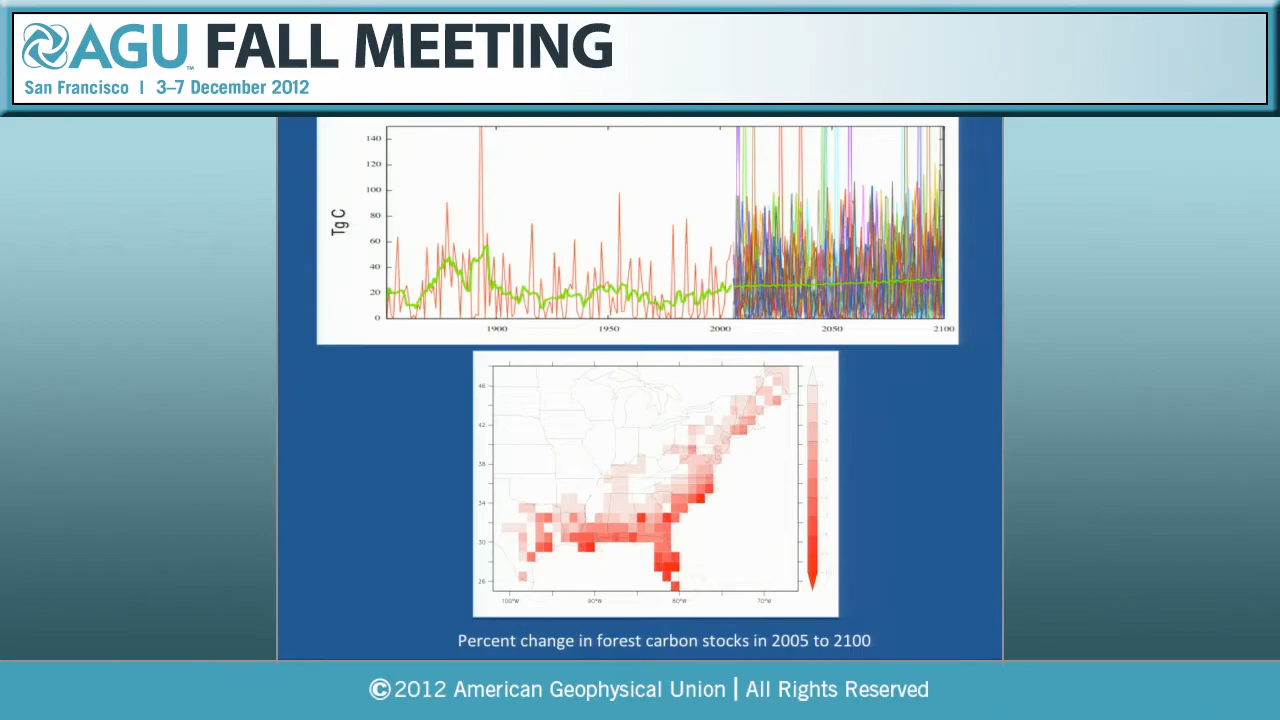 AGU™ FALL MEETING
San Francisco | 3–7 December 2012
140
120
100
80
60
40
20
0
Tg C
1900 1950 2000 2050 2100
46
42
38
34
30
26
100°W 90°W 80°W 70°W
Percent change in forest carbon stocks in 2005 to 2100
©2012 American Geophysical Union | All Rights Reserved